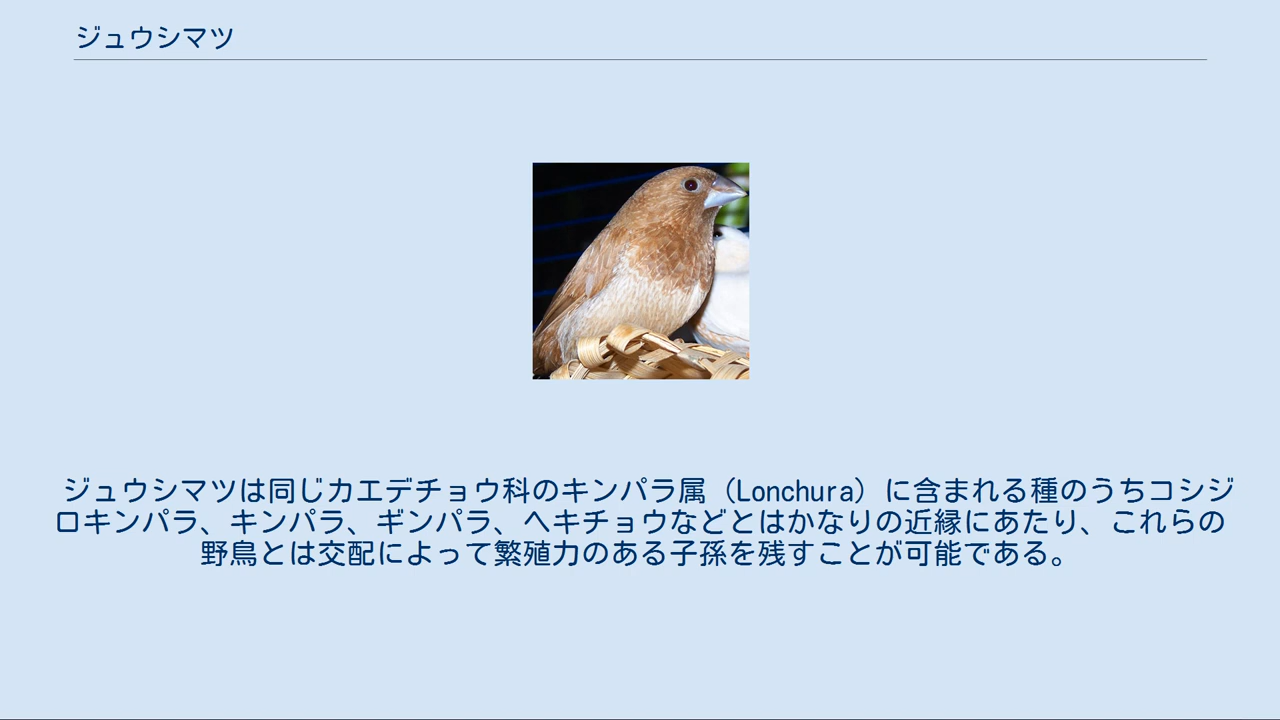 ジュウシマツ
ジュウシマツは同じカエデチョウ科のキンパラ属（Lonchura）に含まれる種のうちコシジ
ロキンパラ、キンパラ、ギンパラ、ヘキチョウなどとはかなりの近縁にあたり、これらの
野鳥とは交配によって繁殖力のある子孫を残すことが可能である。